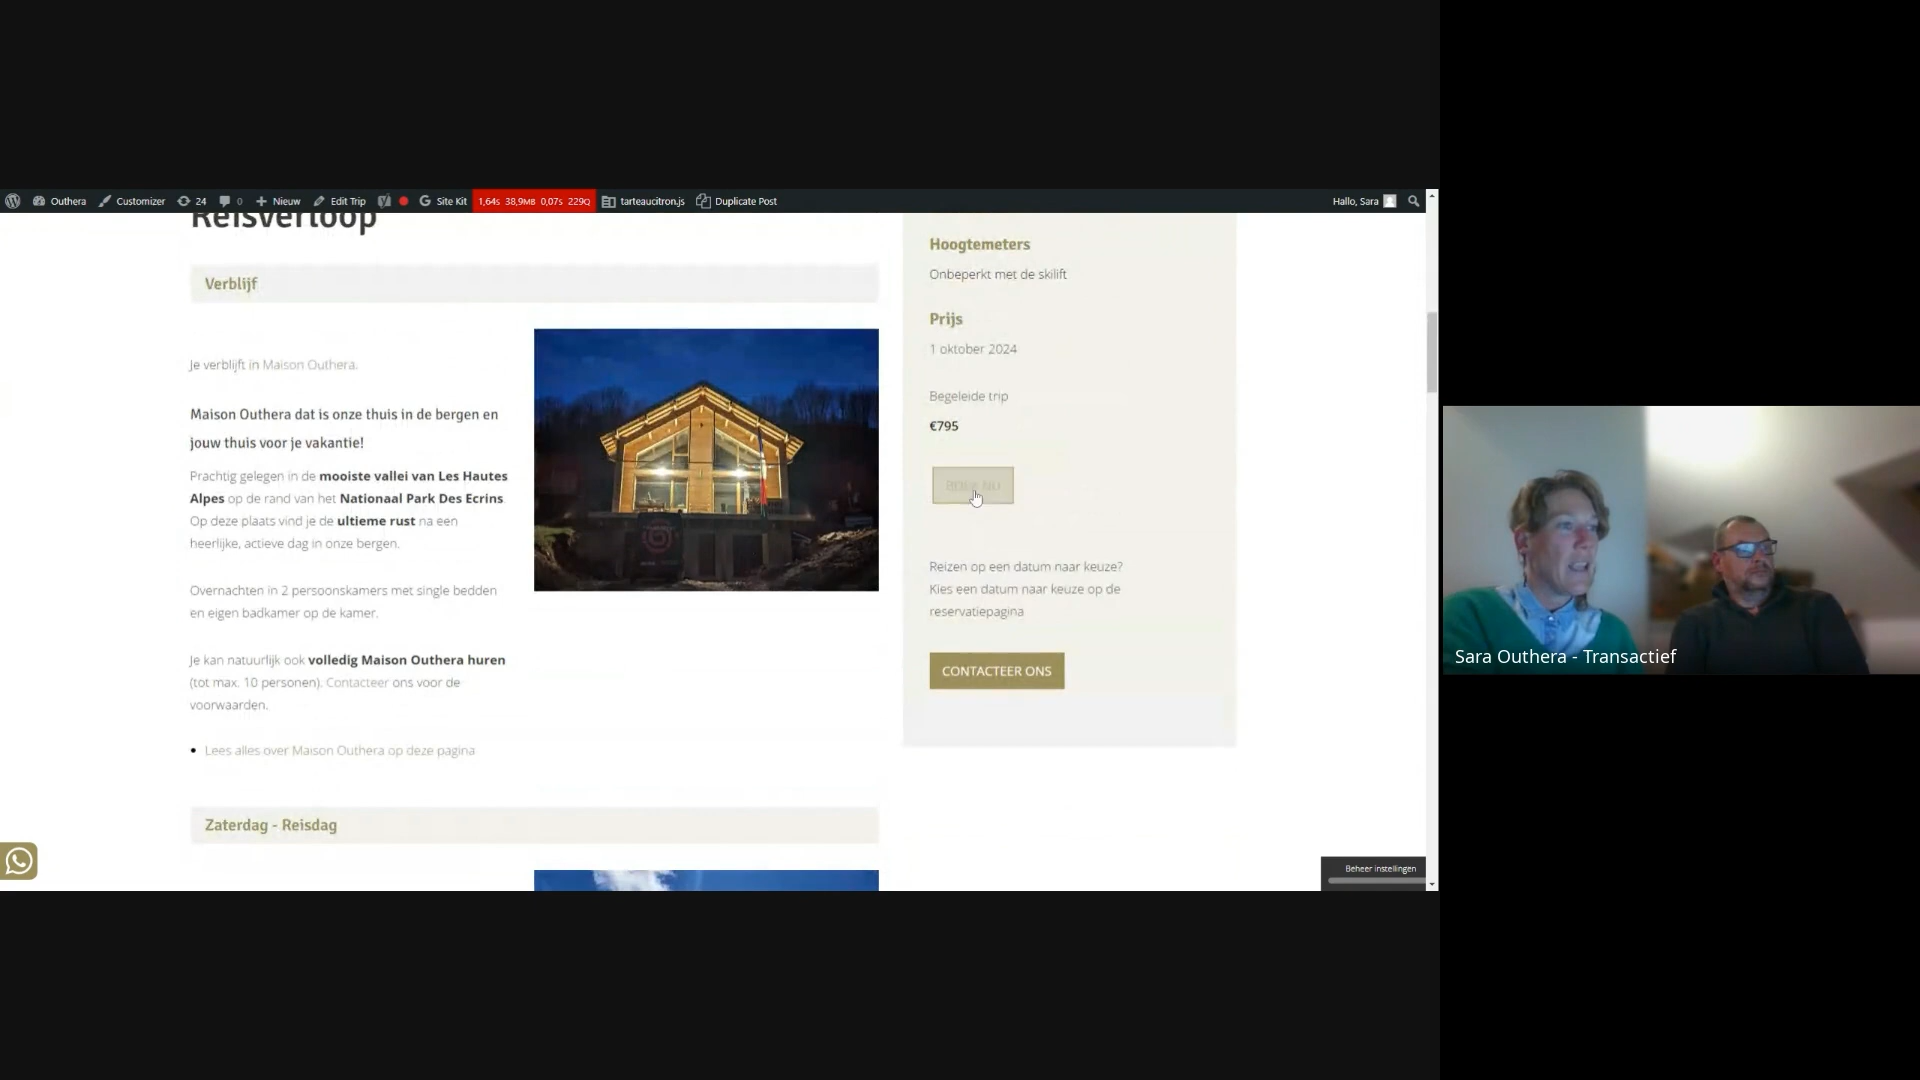 Outhera
Customizer
24
0
Nieuw
Edit Trip
Site Kit
1,64s 38,9MB 0,07s 229Q
tarteaucitron.js
Duplicate Post
Hallo, Sara
Reisverloop
Verblijf
Je verblijft in Maison Outhera.
Maison Outhera dat is onze thuis in de bergen en
jouw thuis voor je vakantie!
Prachtig gelegen in de mooiste vallei van Les Hautes
Alpes op de rand van het Nationaal Park Des Ecrins.
Op deze plaats vind je de ultieme rust na een
heerlijke, actieve dag in onze bergen.
Overnachten in 2 persoonskamers met single bedden
en eigen badkamer op de kamer.
Je kan natuurlijk ook volledig Maison Outhera huren
(tot max. 10 personen). Contacteer ons voor de
voorwaarden.
Lees alles over Maison Outhera op deze pagina
Zaterdag - Reisdag
Hoogtemeters
Onbeperkt met de skilift
Prijs
1 oktober 2024
Begeleide trip
€795
Reizen op een datum naar keuze?
Kies een datum naar keuze op de
reservatiepagina
CONTACTEER ONS
Beheer instellingen
Sara Outhera - Transactief